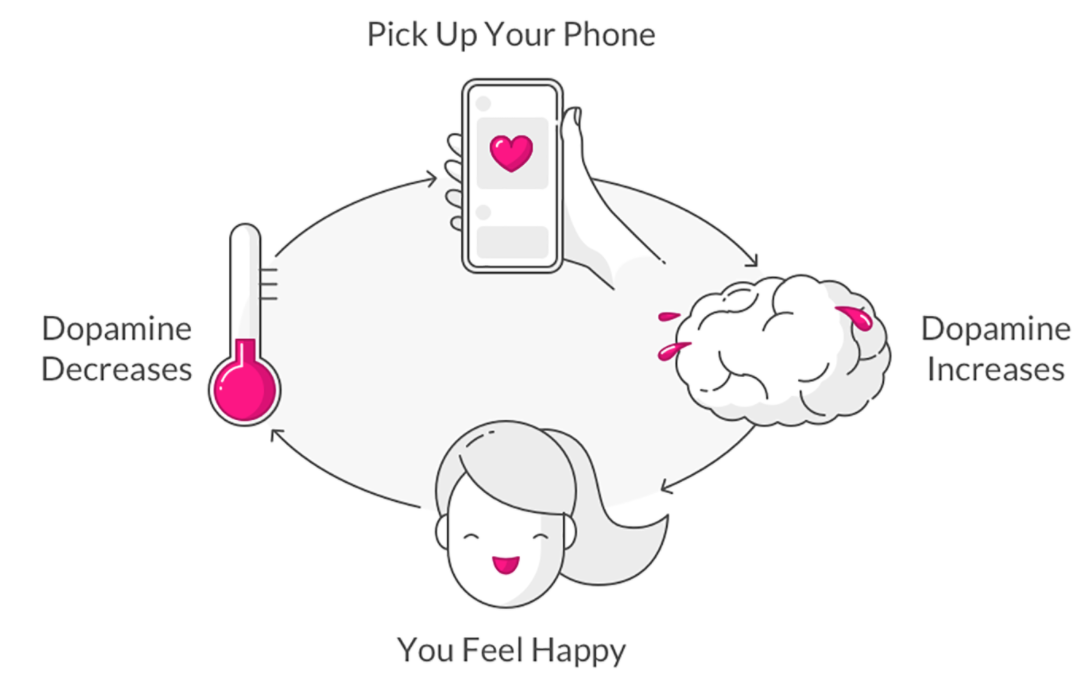 Pick Up Your Phone
Dopamine
Increases
You Feel Happy
Dopamine
Decreases